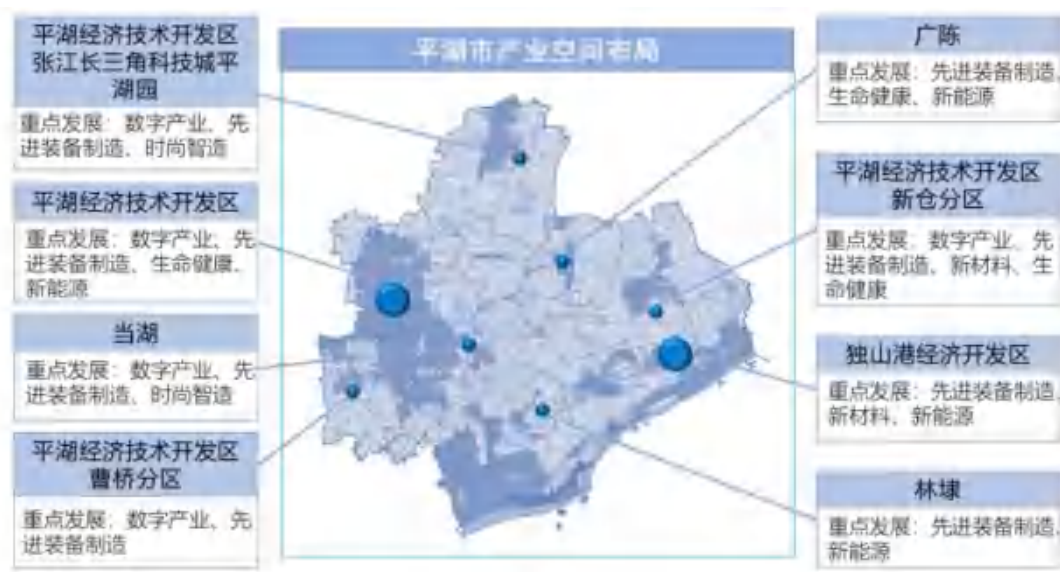 平湖市产业空间布局
平湖经济技术开发区
张江长三角科技城平
湖园
重点发展：数字产业、先
进装备制造、时尚智造
平湖经济技术开发区
重点发展：数字产业、先
进装备制造、生命健康、
新能源
当湖
重点发展：数字产业、先
进装备制造、时尚智造
平湖经济技术开发区
曹桥分区
重点发展：数字产业、先
进装备制造
广陈
重点发展：先进装备制造、
生命健康、新能源
平湖经济技术开发区
新仓分区
重点发展：数字产业、先
进装备制造、新材料、生
命健康
独山港经济开发区
重点发展：先进装备制造、
新材料、新能源
林埭
重点发展：先进装备制造、
新能源